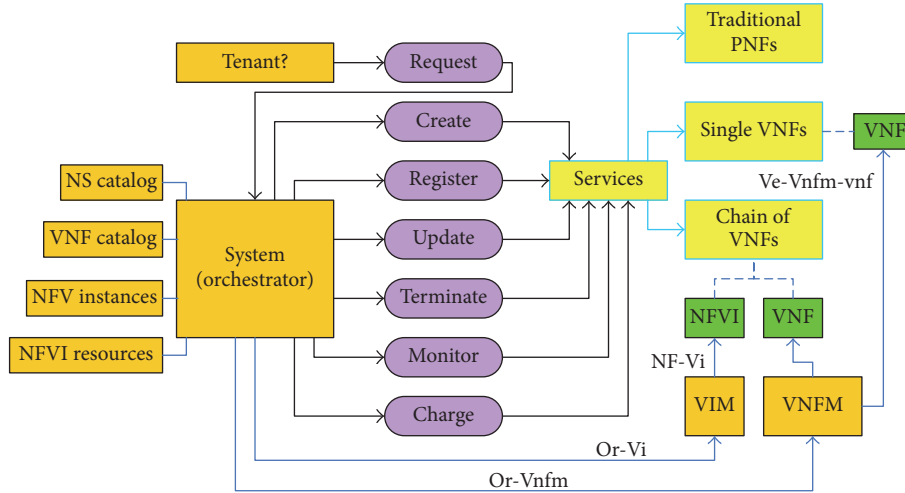 Traditional
PNFs
Tenant?
Request
Create
Single VNFs
VNF
NS catalog
Register
Services
Ve-Vnfm-vnf
VNF catalog
System
(orchestrator)
Update
Chain of
VNFs
NFV instances
Terminate
NFVI
VNF
NFVI resources
Monitor
NF-Vi
Charge
VIM
VNFM
Or-Vi
Or-Vnfm